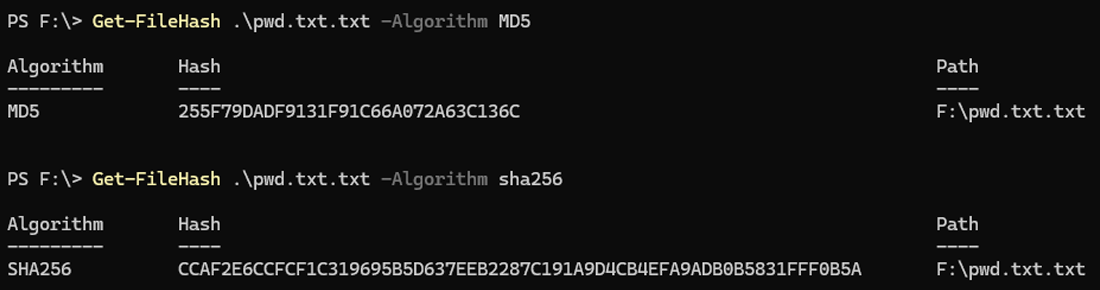 PS F:\> Get-FileHash .\pwd.txt.txt -Algorithm MD5
Algorithm Hash Path
--------- ---- ----
MD5 255F79DADF9131F91C66A072A63C136C F:\pwd.txt.txt
PS F:\> Get-FileHash .\pwd.txt.txt -Algorithm sha256
Algorithm Hash Path
--------- ---- ----
SHA256 CCAF2E6CCFCF1C319695B5D637EEB2287C191A9D4CB4EFA9ADB0B5831FFF0B5A F:\pwd.txt.txt